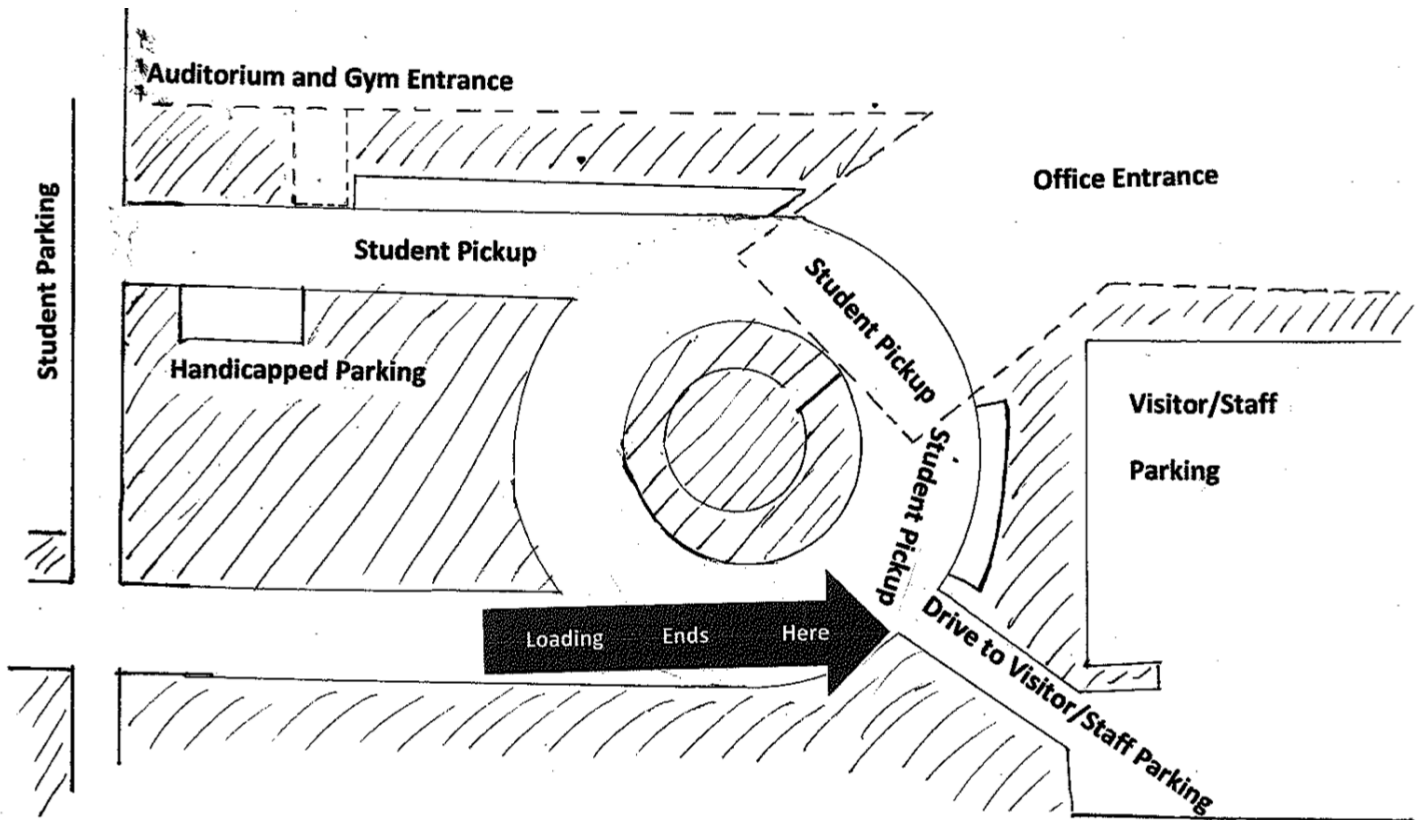 Auditorium and Gym Entrance
Office Entrance
Student Parking
Student Pickup
Student Pickup
Handicapped Parking
Visitor/Staff
Parking
Student Pickup
Loading Ends Here
Drive to Visitor/Staff Parking